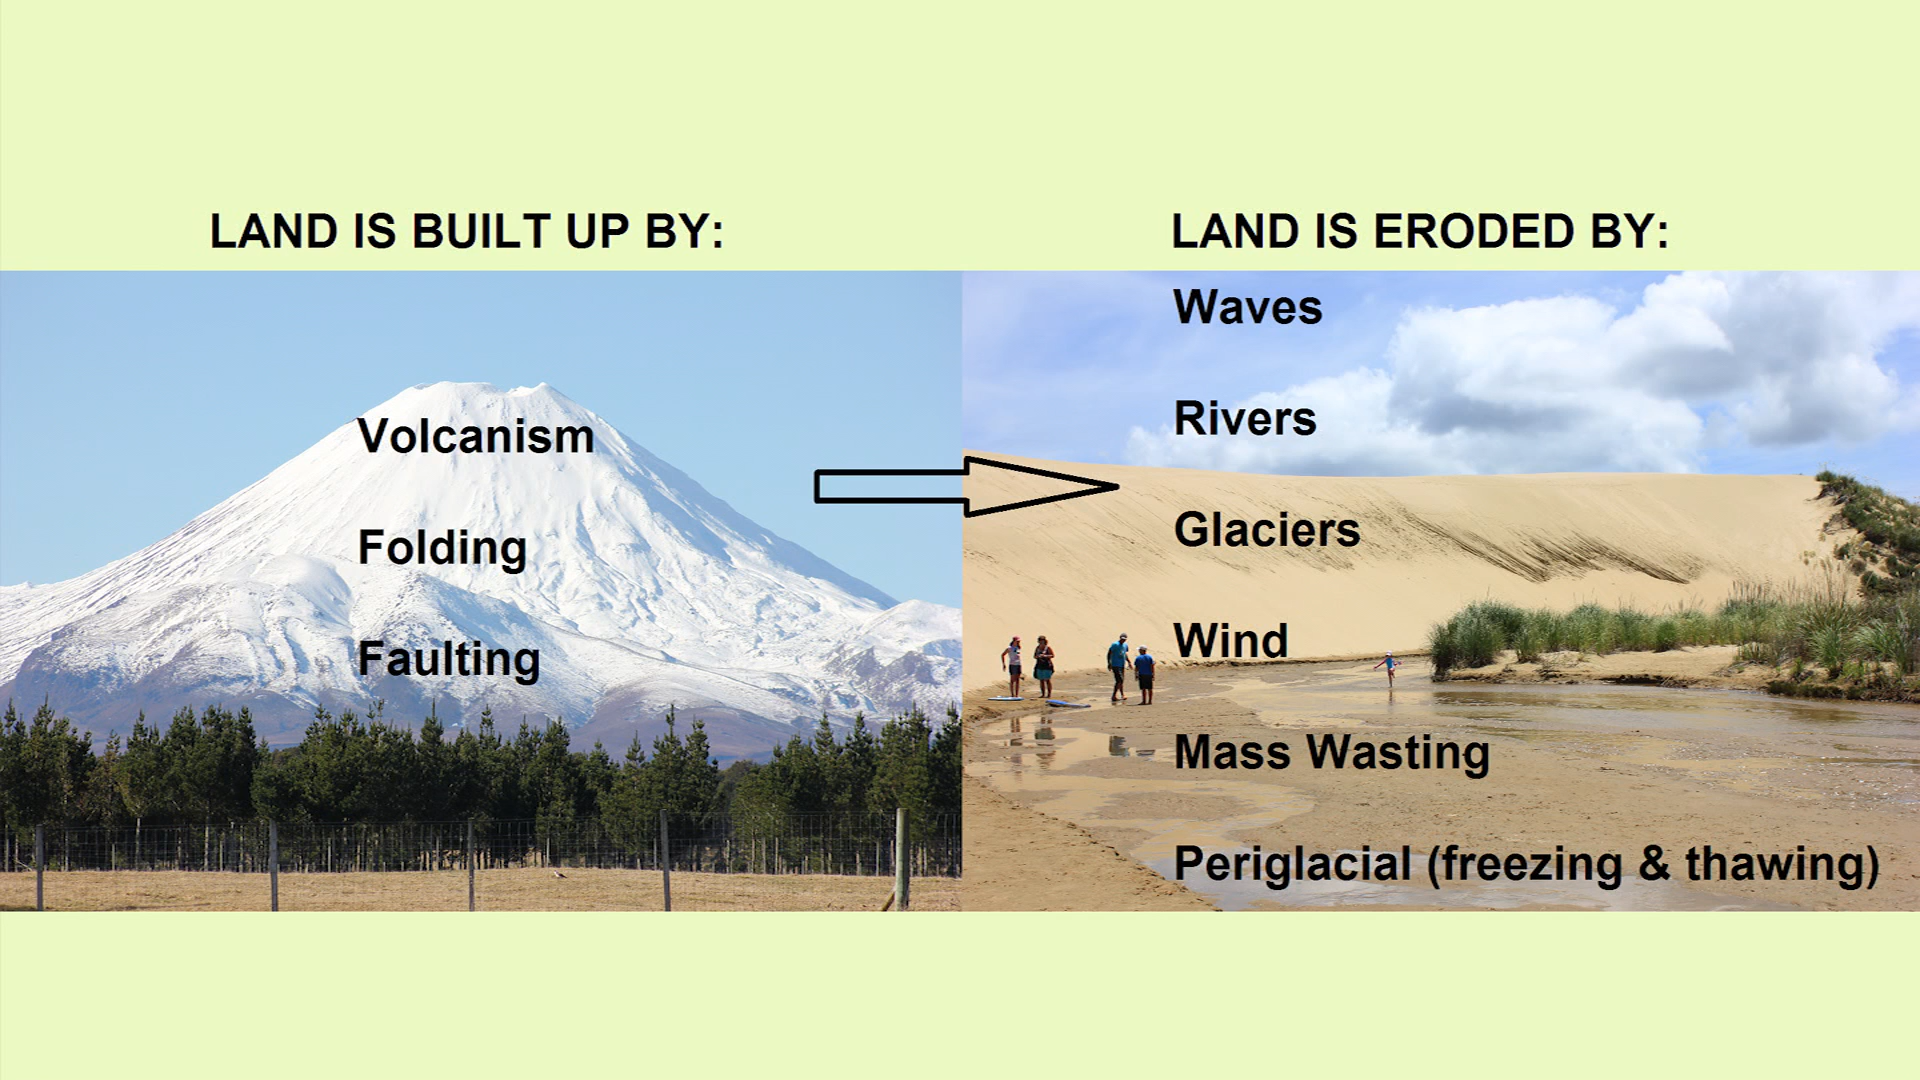 LAND IS BUILT UP BY:
Volcanism
Folding
Faulting
LAND IS ERODED BY:
Waves
Rivers
Glaciers
Wind
Mass Wasting
Periglacial (freezing & thawing)